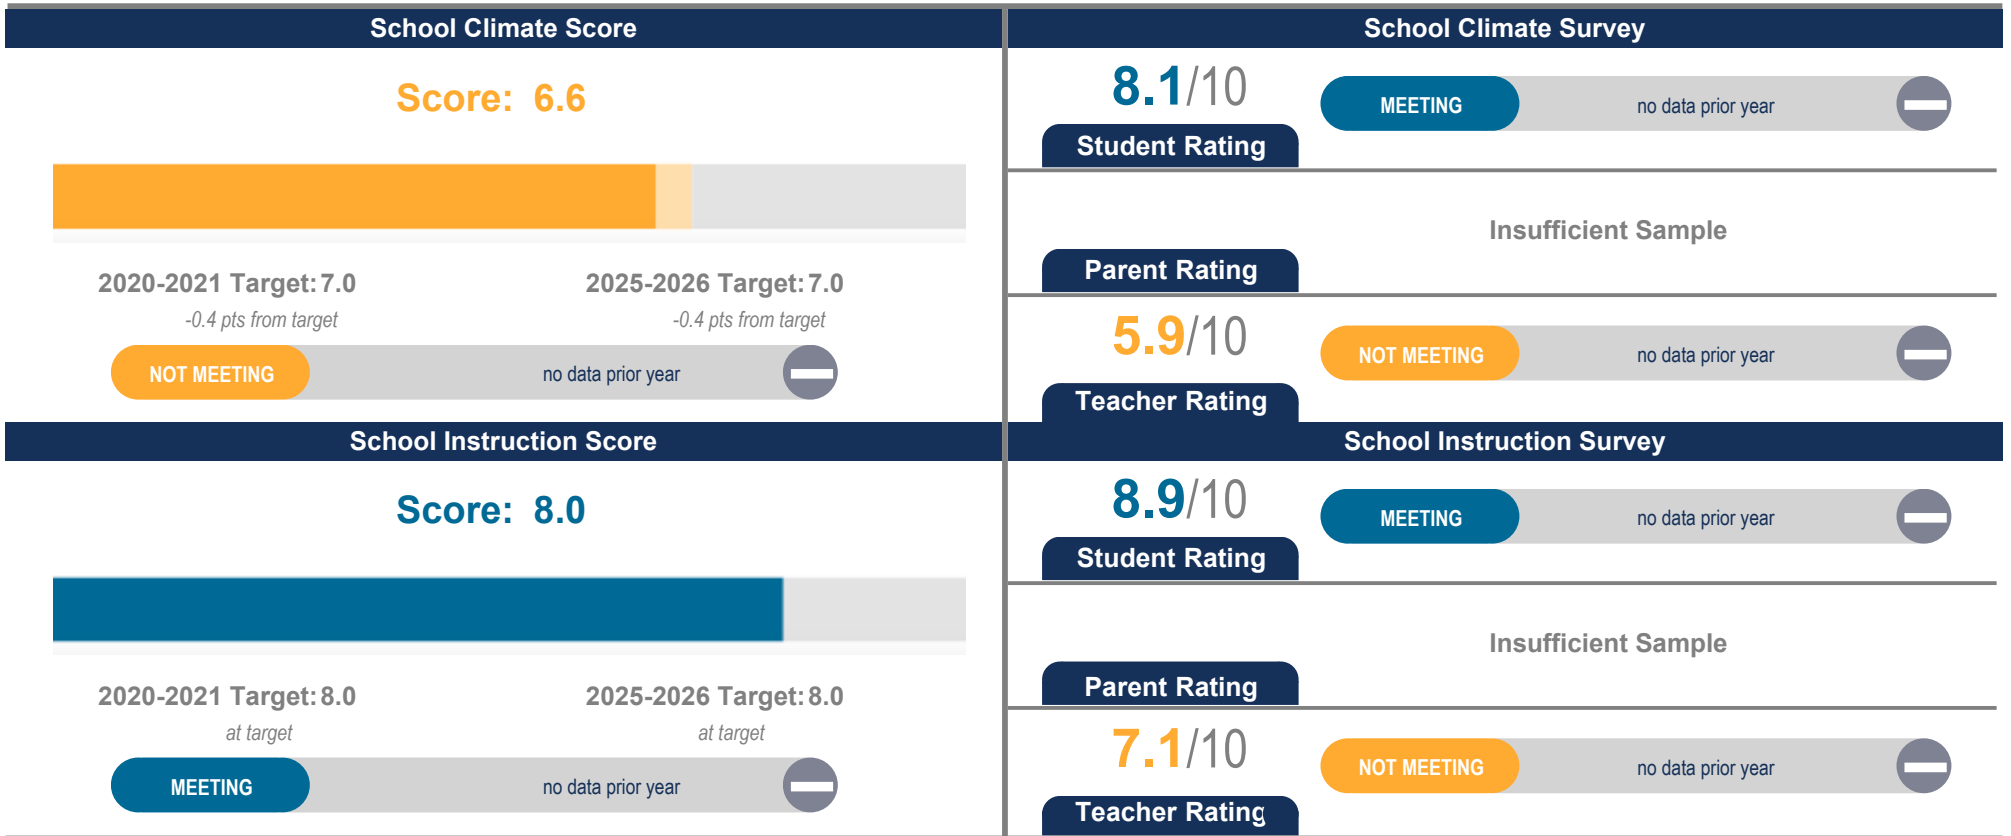 School Climate Score
Score: 6.6
2020-2021 Target: 7.0
-0.4 pts from target
2025-2026 Target: 7.0
-0.4 pts from target
NOT MEETING
no data prior year
School Climate Survey
8.1/10
Student Rating
MEETING
no data prior year
Parent Rating
Insufficient Sample
5.9/10
Teacher Rating
NOT MEETING
no data prior year
School Instruction Score
Score: 8.0
2020-2021 Target: 8.0
at target
2025-2026 Target: 8.0
at target
MEETING
no data prior year
School Instruction Survey
8.9/10
Student Rating
MEETING
no data prior year
Parent Rating
Insufficient Sample
7.1/10
Teacher Rating
NOT MEETING
no data prior year